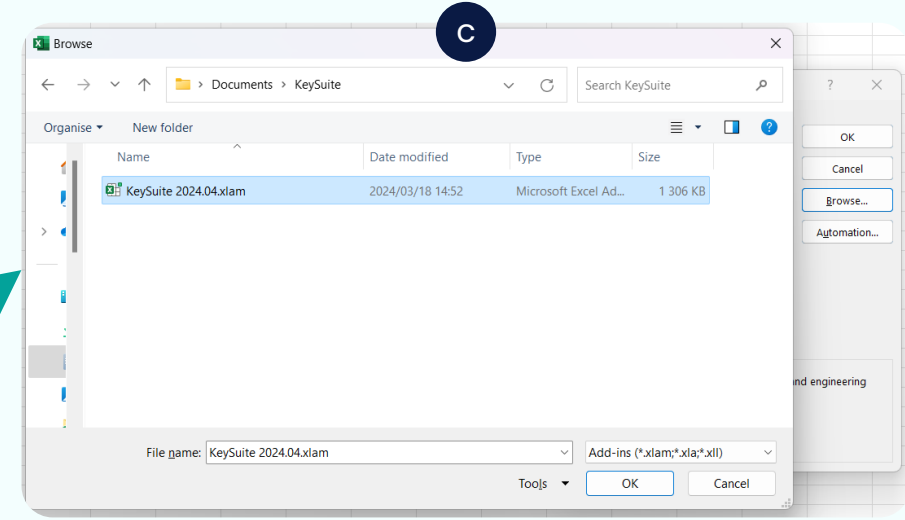 C
Browse
Documents > KeySuite
Search KeySuite
?
Organise
New folder
?
OK
Name
Date modified
Type
Size
Cancel
KeySuite 2024.04.xlam
2024/03/18 14:52
Microsoft Excel Ad...
1 306 KB
Browse...
Automation...
nd engineering
File name:
KeySuite 2024.04.xlam
Add-ins (*.xlam;*.xla;*.xll)
Tools
OK
Cancel